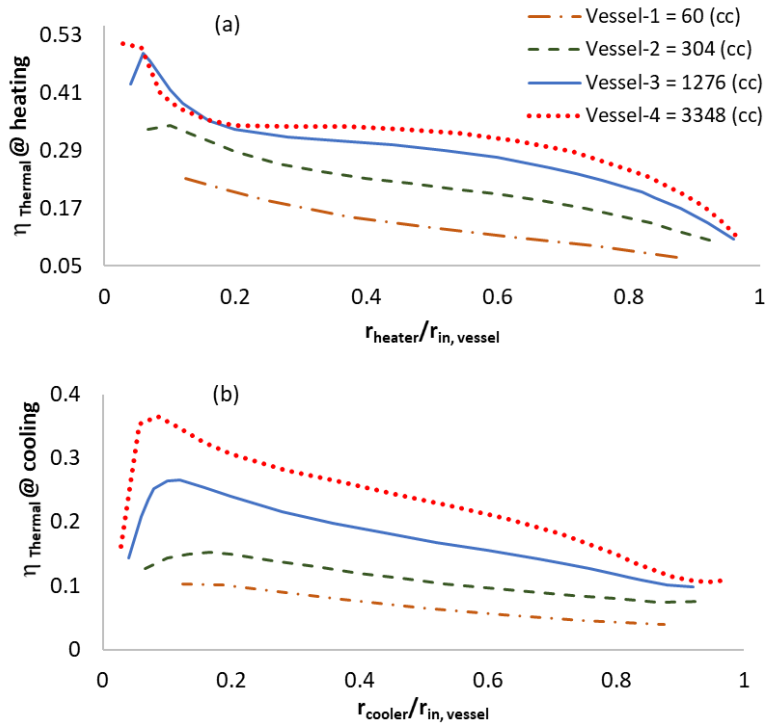 (a)
Vessel-1 = 60 (cc)
Vessel-2 = 304 (cc)
Vessel-3 = 1276 (cc)
Vessel-4 = 3348 (cc)
η Thermal @ heating
0.53
0.41
0.29
0.17
0.05
0 0.2 0.4 0.6 0.8 1
rheater/rin, vessel
(b)
η Thermal @ cooling
0.4
0.3
0.2
0.1
0
0 0.2 0.4 0.6 0.8 1
rcooler/rin, vessel